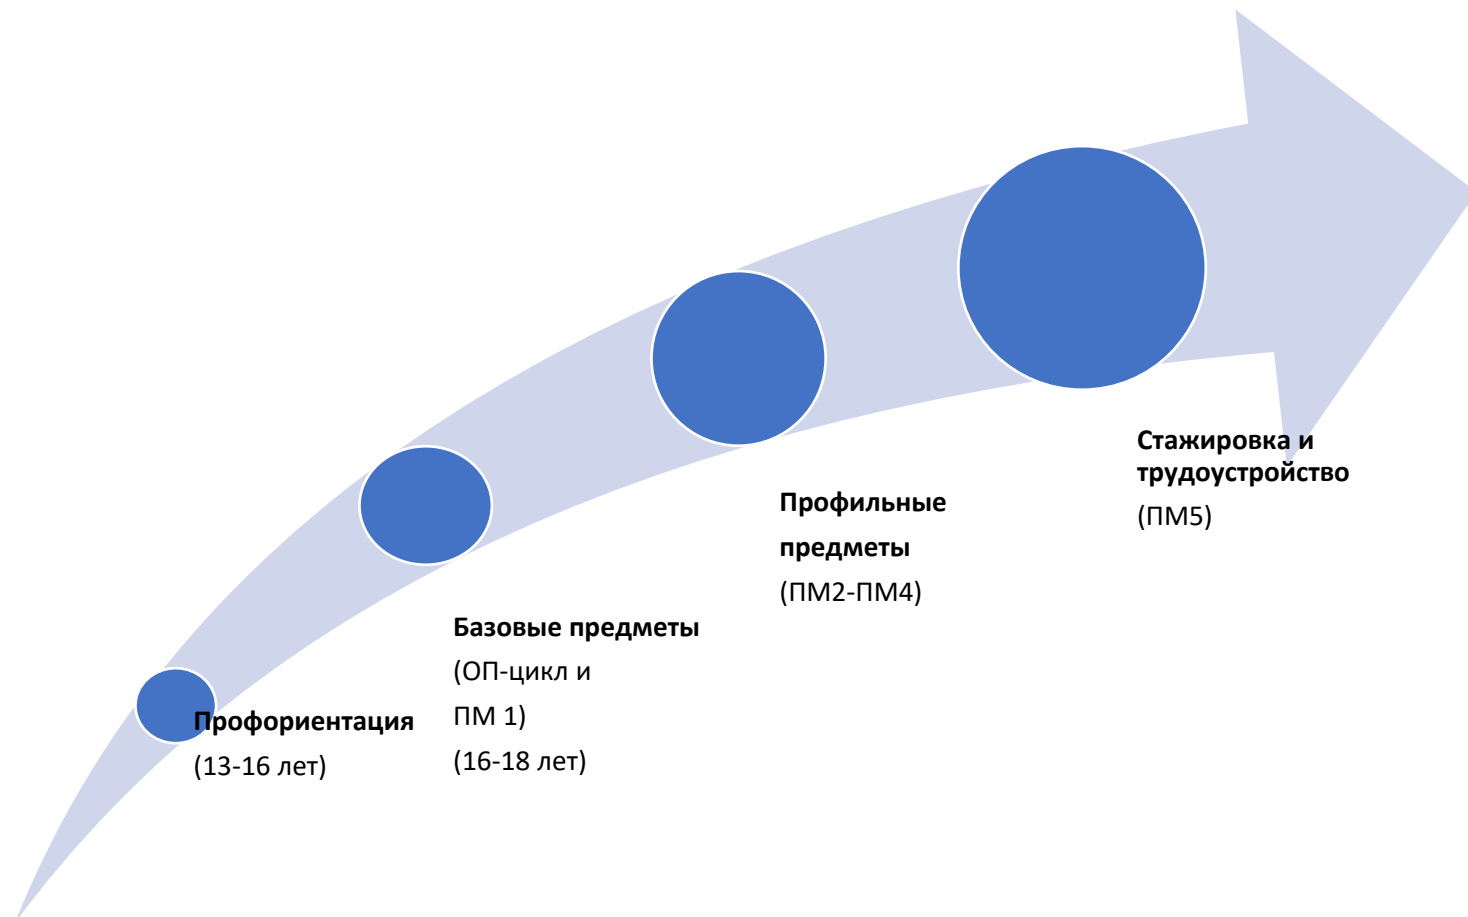 Профориентация
(13-16 лет)
Базовые предметы
(ОП-цикл и
ПМ 1)
(16-18 лет)
Профильные
предметы
(ПМ2-ПМ4)
Стажировка и
трудоустройство
(ПМ5)